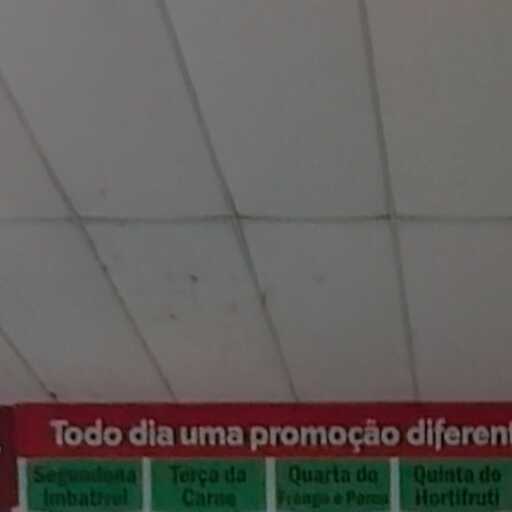 Todo dia uma promoção diferent
Segundona Imbatível
Terça da Carne
Quarta do Frango e Porco
Quinta do Hortifruti